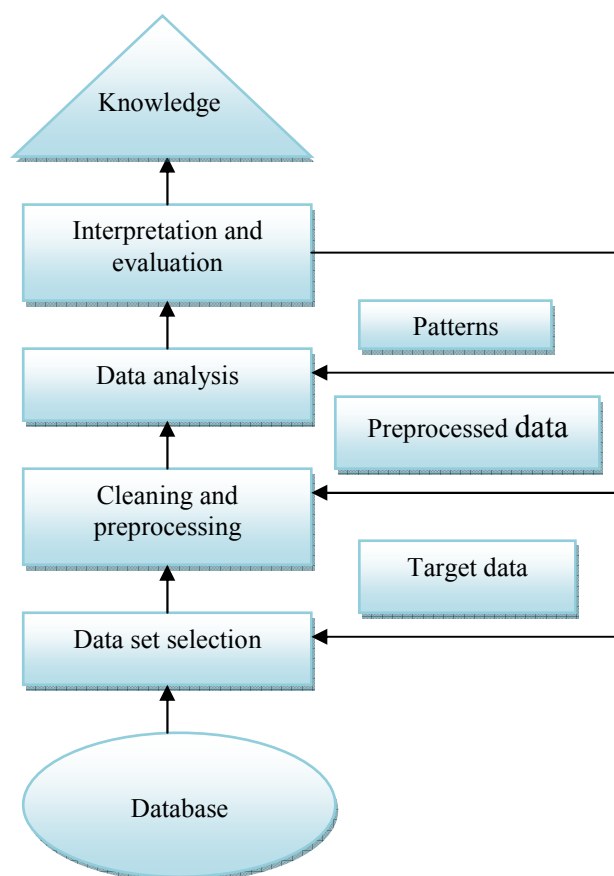 Knowledge
Interpretation and
evaluation
Patterns
Data analysis
Preprocessed data
Cleaning and
preprocessing
Target data
Data set selection
Database